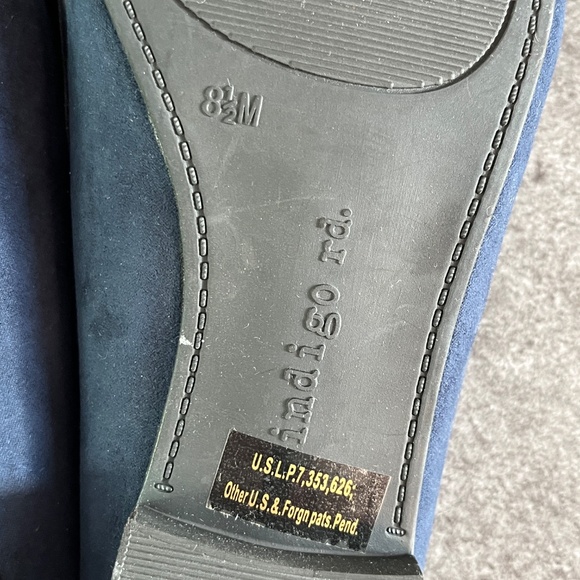 8½M
indigo rd.
U.S.L.P.7,353,626;
Other U.S.& Forgn pats. Pend.